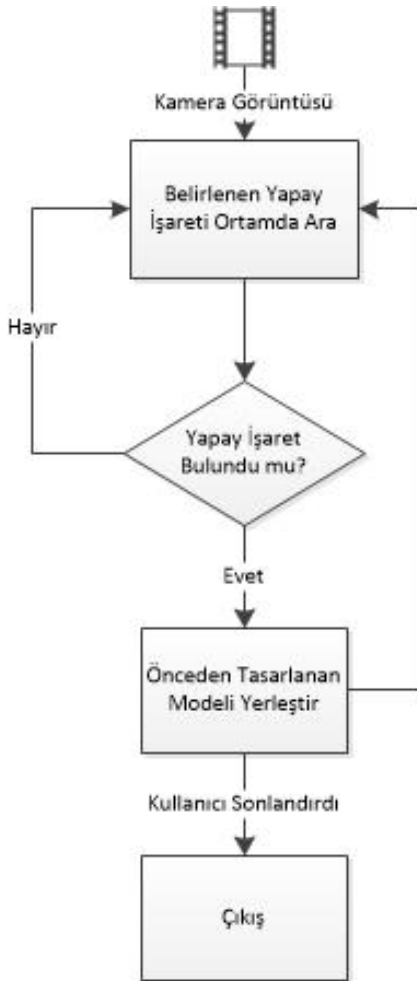 Kamera Görüntüsü
Belirlenen Yapay
İşareti Ortamda Ara
Hayır
Yapay İşaret
Bulundu mu?
Evet
Önceden Tasarlanan
Modeli Yerleştir
Kullanıcı Sonlandırdı
Çıkış